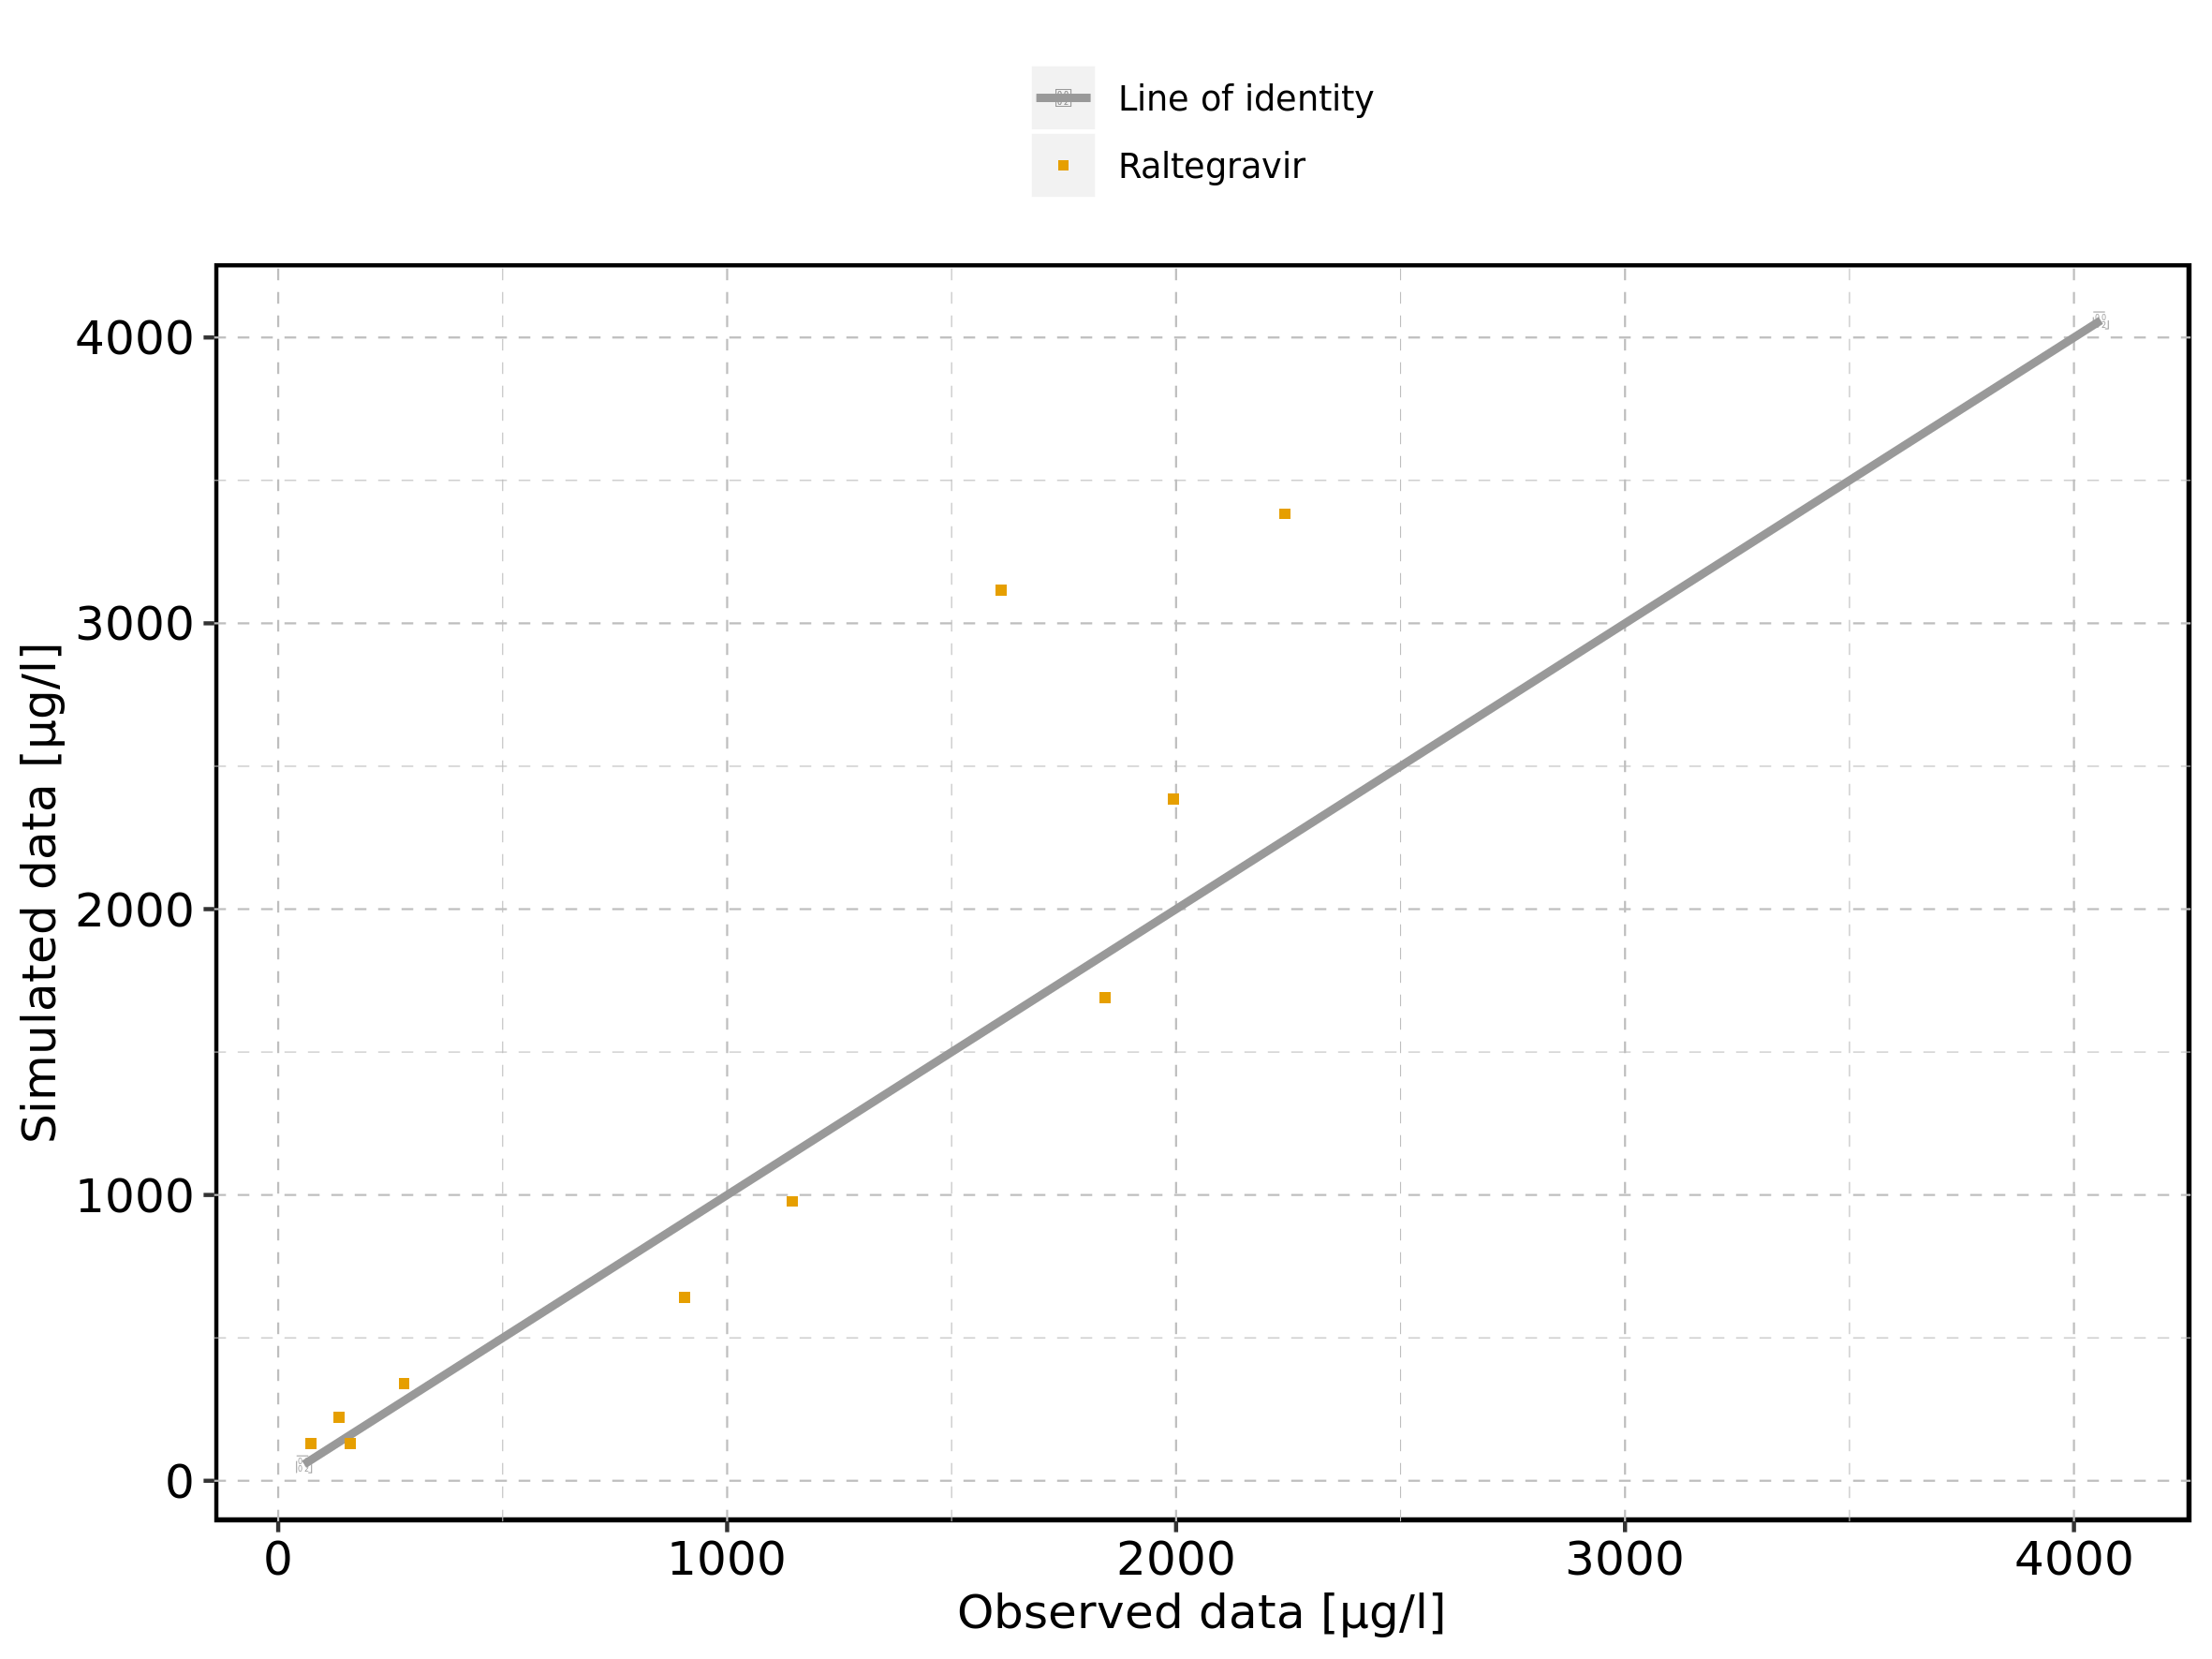 Line of identity
Raltegravir
4000
3000
2000
1000
0
Simulated data [µg/l]
0 1000 2000 3000 4000
Observed data [µg/l]